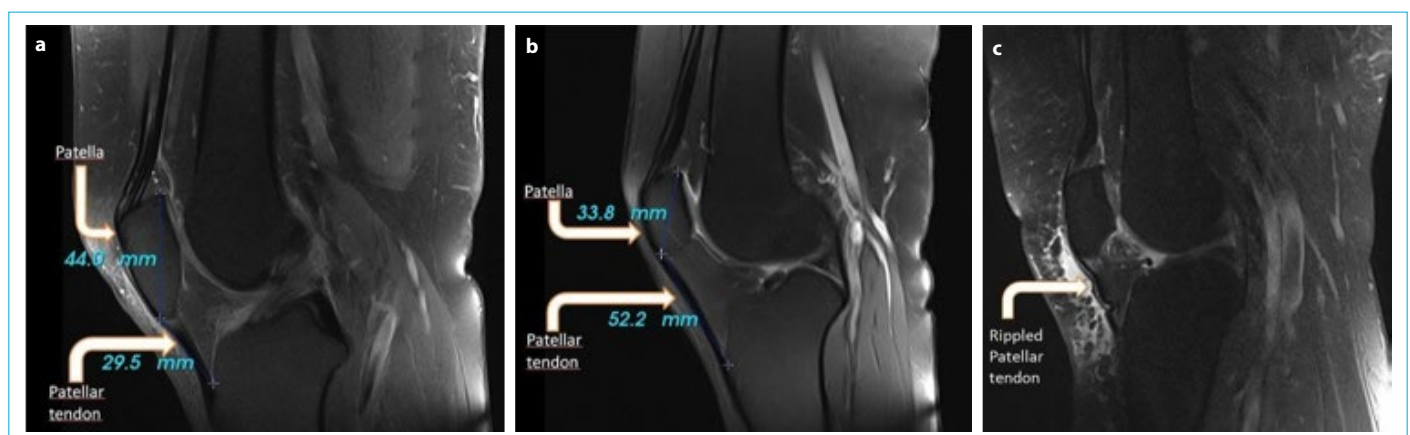 a
Patella
44.0 mm
29.5 mm
Patellar
tendon
b
Patella
33.8 mm
52.2 mm
Patellar
tendon
c
Rippled
Patellar
tendon